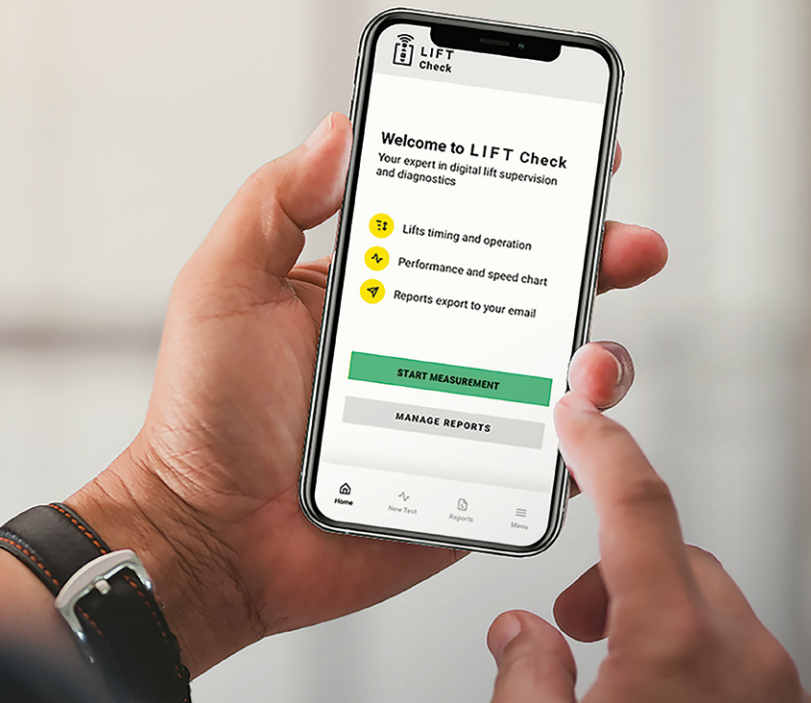 LIFT
Check
Welcome to LIFT Check
Your expert in digital lift supervision
and diagnostics
Lifts timing and operation
Performance and speed chart
Reports export to your email
START MEASUREMENT
MANAGE REPORTS
Home
New Test
Reports
Menu